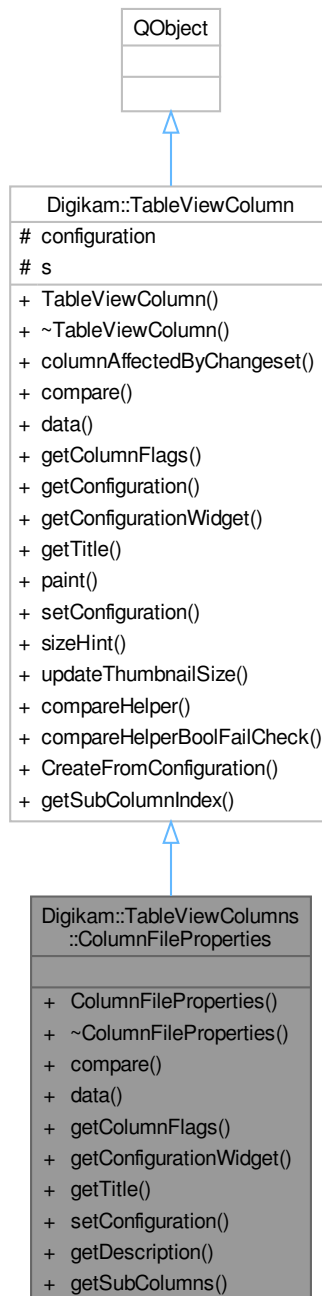 QObject
Digikam::TableViewColumn
# configuration
# s
+ TableViewColumn()
+ ~TableViewColumn()
+ columnAffectedByChangeset()
+ compare()
+ data()
+ getColumnFlags()
+ getConfiguration()
+ getConfigurationWidget()
+ getTitle()
+ paint()
+ setConfiguration()
+ sizeHint()
+ updateThumbnailSize()
+ compareHelper()
+ compareHelperBoolFailCheck()
+ CreateFromConfiguration()
+ getSubColumnIndex()
Digikam::TableViewColumns
::ColumnFileProperties
+ ColumnFileProperties()
+ ~ColumnFileProperties()
+ compare()
+ data()
+ getColumnFlags()
+ getConfigurationWidget()
+ getTitle()
+ setConfiguration()
+ getDescription()
+ getSubColumns()